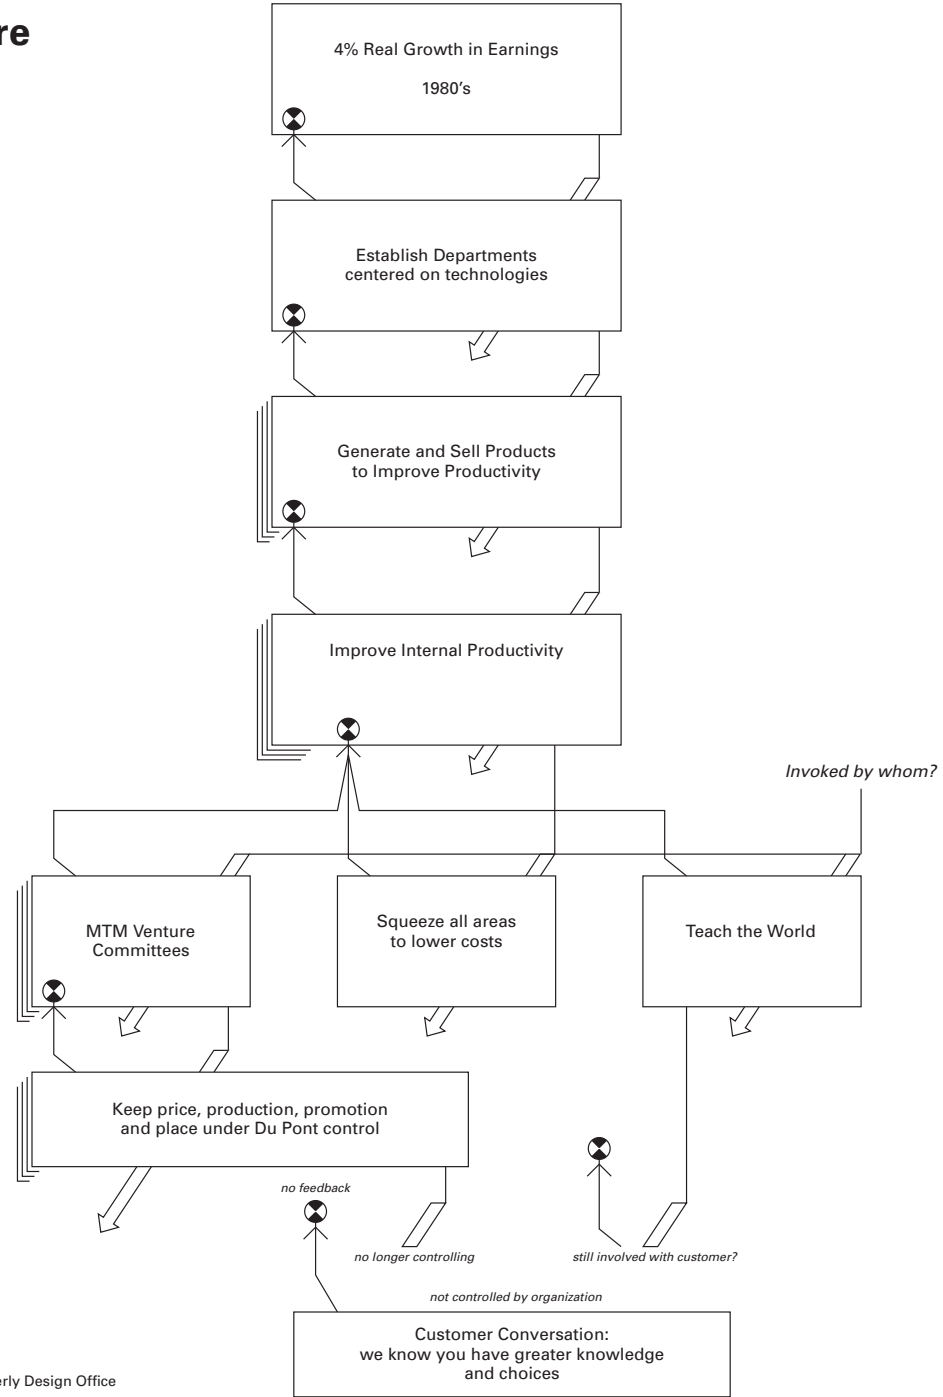 re
4% Real Growth in Earnings
1980's
Establish Departments
centered on technologies
Generate and Sell Products
to Improve Productivity
Improve Internal Productivity
Invoked by whom?
MTM Venture
Committees
Squeeze all areas
to lower costs
Teach the World
Keep price, production, promotion
and place under Du Pont control
no feedback
no longer controlling
still involved with customer?
not controlled by organization
Customer Conversation:
we know you have greater knowledge
and choices
erly Design Office